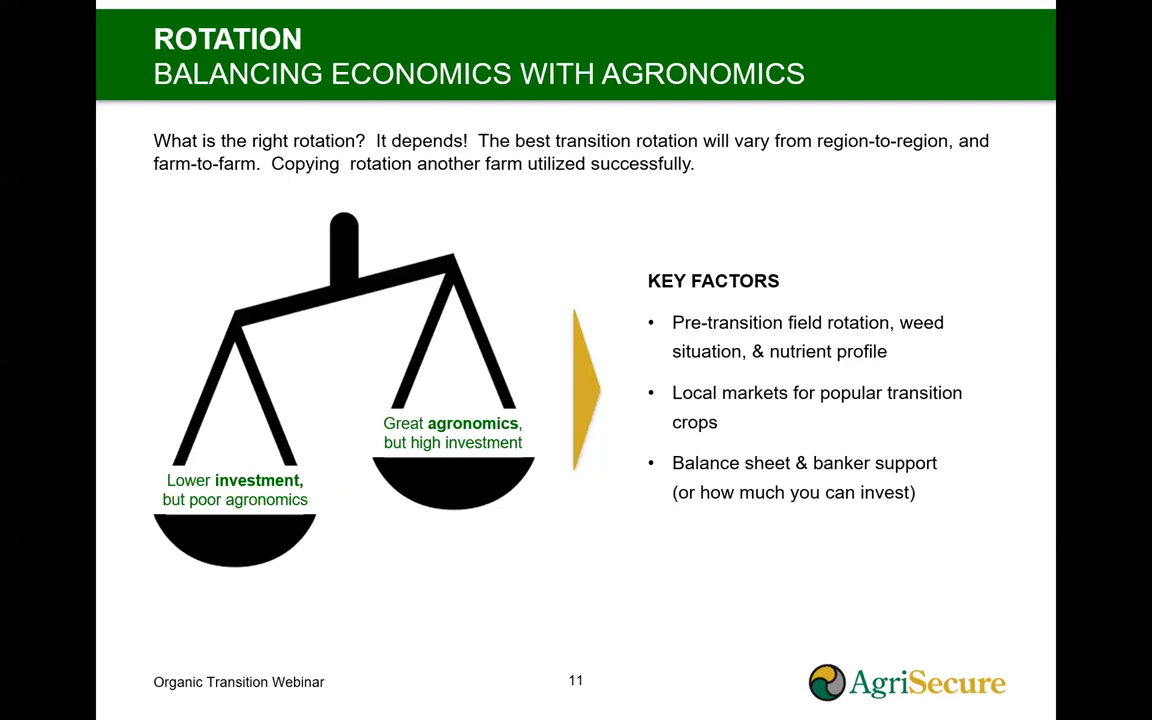 ROTATION
BALANCING ECONOMICS WITH AGRONOMICS
What is the right rotation? It depends! The best transition rotation will vary from region-to-region, and
farm-to-farm. Copying rotation another farm utilized successfully.
Lower investment,
but poor agronomics
Great agronomics,
but high investment
KEY FACTORS
• Pre-transition field rotation, weed
situation, & nutrient profile
• Local markets for popular transition
crops
• Balance sheet & banker support
(or how much you can invest)
Organic Transition Webinar
11
AgriSecure